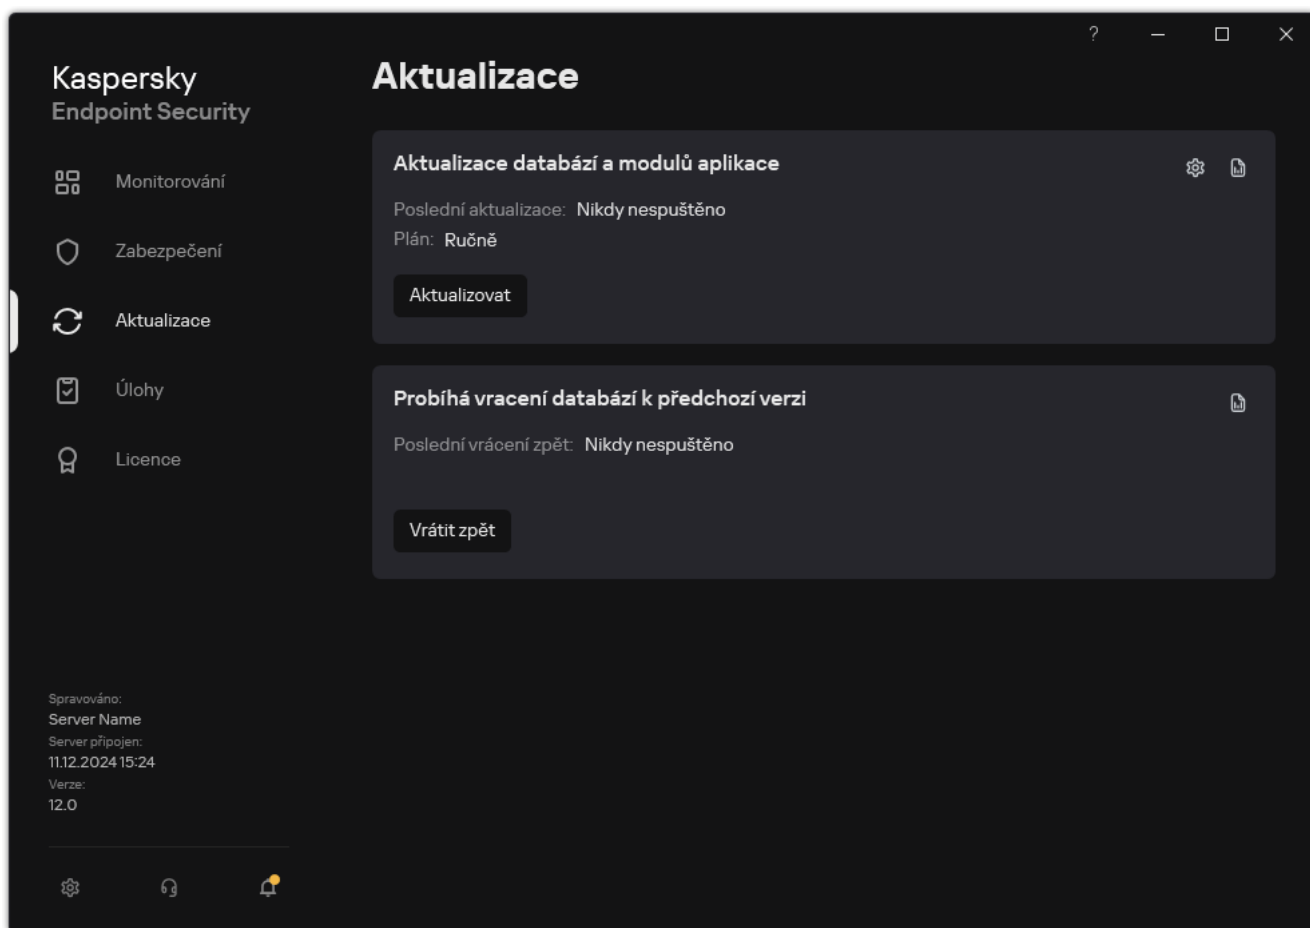 ?
Kaspersky
Endpoint Security
Monitorování
Zabezpečení
Aktualizace
Úlohy
Licence
Spravováno:
Server Name
Server připojen:
11.12.2024 15:24
Verze:
12.0
Aktualizace
Aktualizace databází a modulů aplikace
Poslední aktualizace: Nikdy nespuštěno
Plán: Ručně
Aktualizovat
Probíhá vracení databází k předchozí verzi
Poslední vrácení zpět: Nikdy nespuštěno
Vrátit zpět